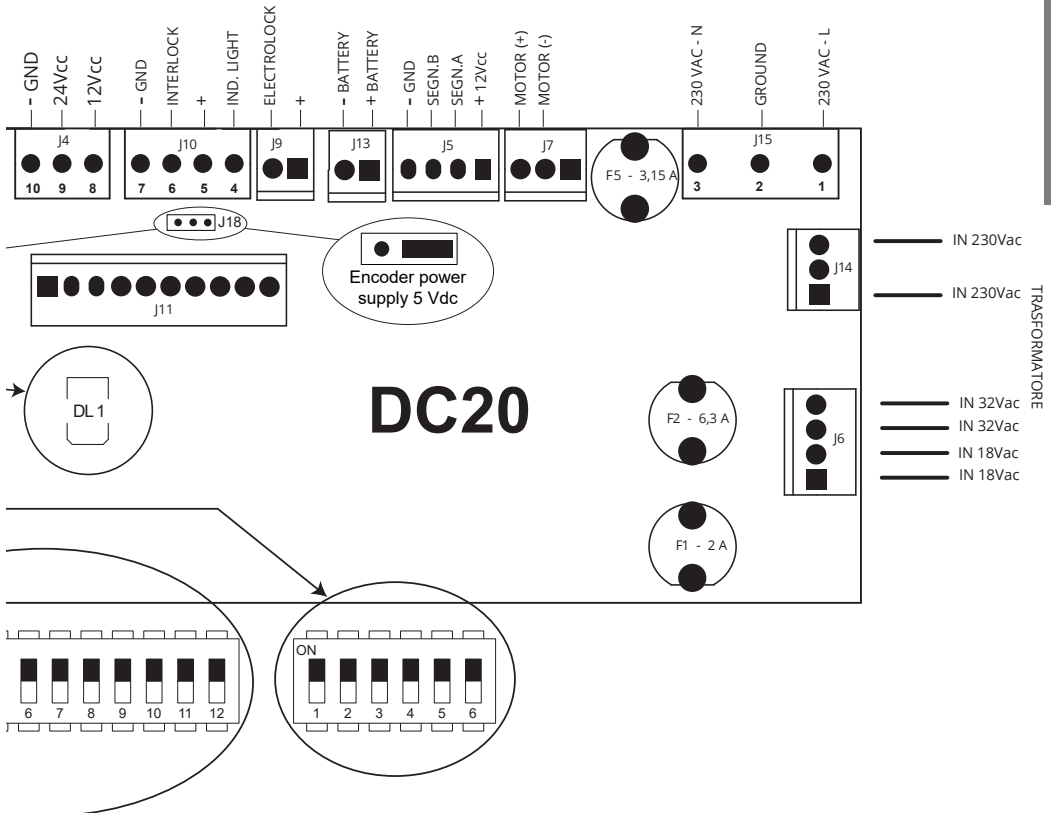 - GND
24Vcc
12Vcc
- GND
INTERLOCK
+
IND. LIGHT
ELECTROLOCK
+
- BATTERY
+ BATTERY
- GND
SEGN.B
SEGN.A
+ 12Vcc
MOTOR (+)
MOTOR (-)
230 VAC - N
GROUND
230 VAC - L
J4
J10
J9
J13
J5
J7
F5 - 3,15 A
J15
10 9 8
7 6 5 4
3 2 1
J18
Encoder power
supply 5 Vdc
J11
J14
IN 230Vac
IN 230Vac
TRASFORMATORE
DL 1
DC20
F2 - 6,3 A
J6
IN 32Vac
IN 32Vac
IN 18Vac
IN 18Vac
F1 - 2 A
6 7 8 9 10 11 12
ON
1 2 3 4 5 6